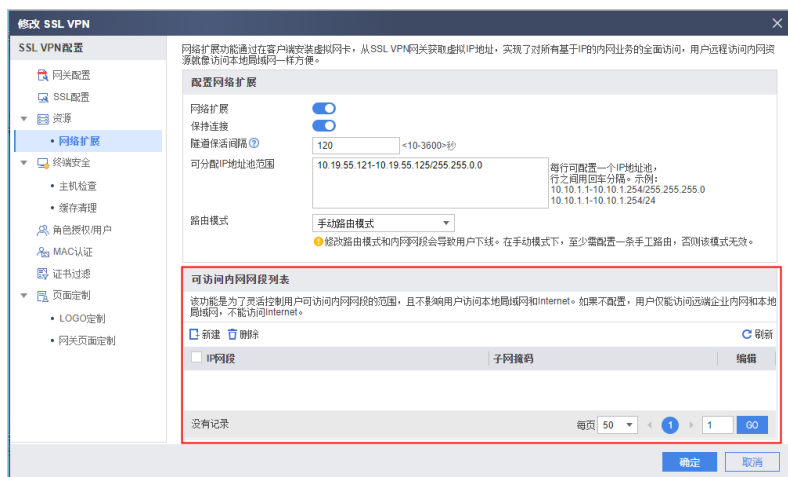 修改 SSL VPN
SSL VPN配置
网关配置
SSL配置
资源
网络扩展
终端安全
主机检查
缓存清理
角色授权/用户
MAC认证
证书过滤
页面定制
LOGO定制
网关页面定制
网络扩展功能通过在客户端安装虚拟网卡，从SSL VPN网关获取虚拟IP地址，实现了对所有基于IP的内网业务的全面访问，用户远程访问内网资
源就像访问本地局域网一样方便。
配置网络扩展
网络扩展
保持连接
隧道保活间隔 120 <10-3600>秒
可分配IP地址池范围 10.19.55.121-10.19.55.125/255.255.0.0
每行可配置一个IP地址池，
行之间用回车分隔。示例：
10.10.1.1-10.10.1.254/255.255.255.0
10.10.1.1-10.10.1.254/24
路由模式 手动路由模式
修改路由模式和内网网段会导致用户下线。在手动模式下，至少需配置一条手工路由，否则该模式无效。
可访问内网网段列表
该功能是为了灵活控制用户可访问内网网段的范围，且不影响用户访问本地局域网和Internet。如果不配置，用户仅能访问远端企业内网和本地
局域网，不能访问Internet。
新建 删除 刷新
IP网段 子网掩码 编辑
没有记录 每页 50 1 1 GO
确定 取消